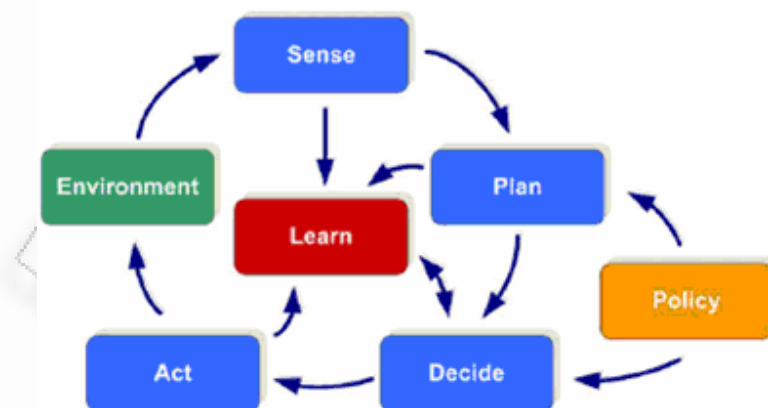 Sense
Environment
Plan
Learn
Policy
Act
Decide